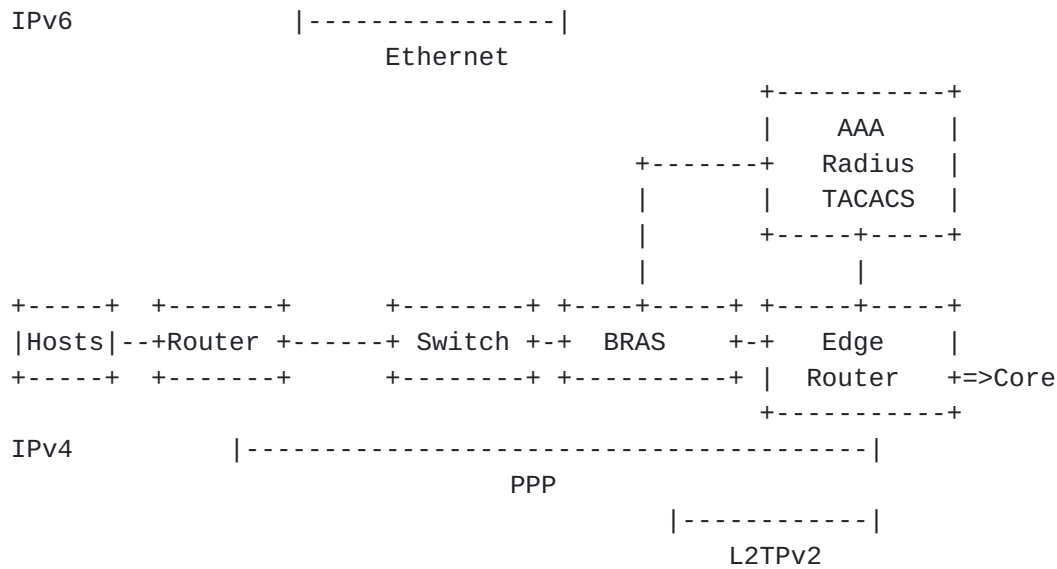 IPv6 |----------------|
Ethernet
+-----------+
| AAA |
+-------+ Radius |
| | TACACS |
| +-----+-----+
| |
+-----+ +-------+ +--------+ +----+-----+ +-----+-----+
|Hosts|--+Router +------+ Switch +-+ BRAS +-+ Edge |
+-----+ +-------+ +--------+ +----------+ | Router +=>Core
+-----------+
IPv4 |----------------------------------------|
PPP
|------------|
L2TPv2